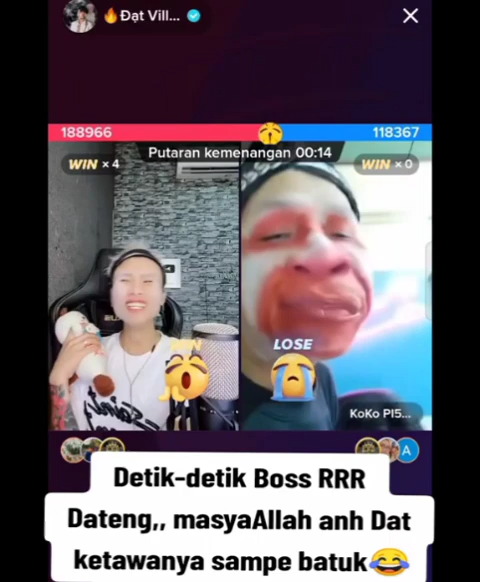 🔥Đạt Vill...
188966
118367
Putaran kemenangan 00:14
WIN × 4
WIN × 0
WIN
LOSE
KoKo PI5...
A
Detik-detik Boss RRR
Dateng,, masyaAllah anh Dat
ketawanya sampe batuk😂